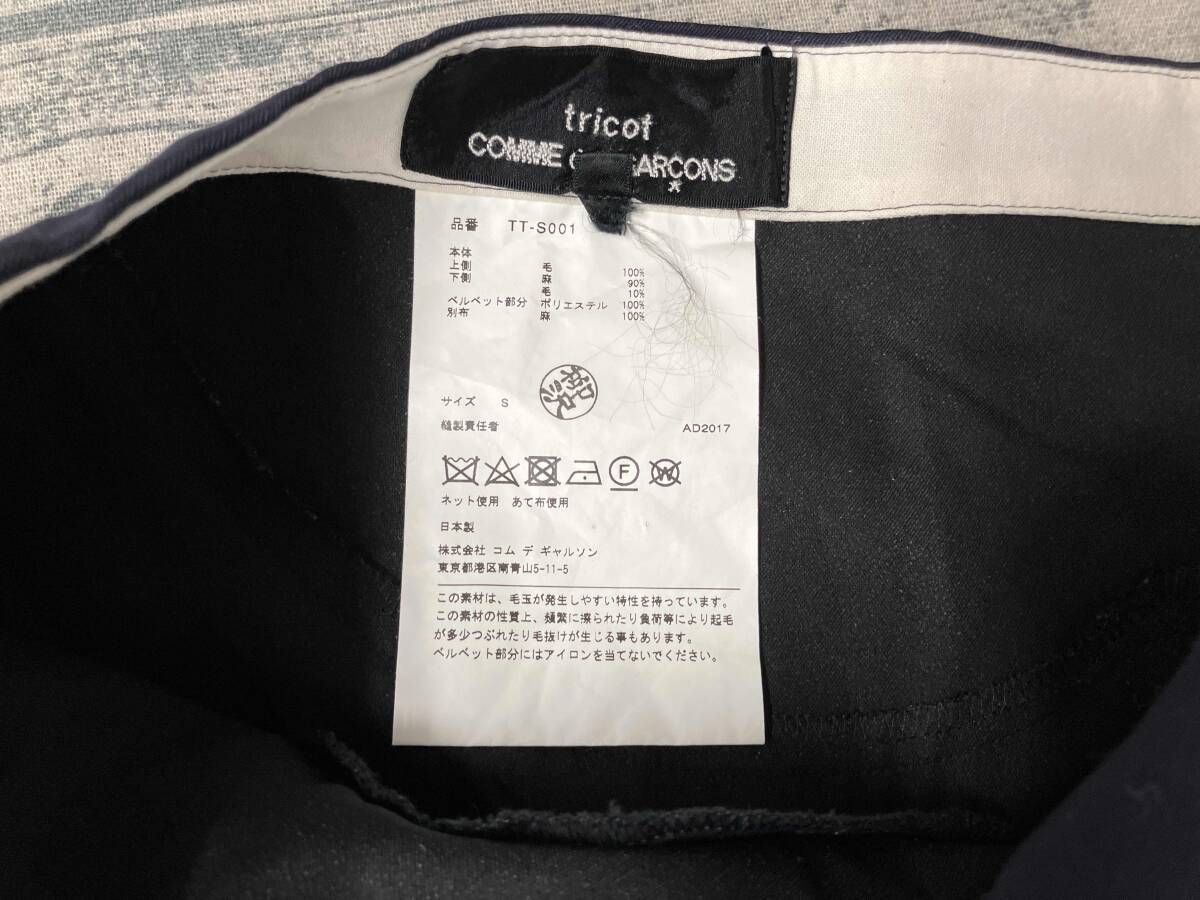 tricot
COMME GARCONS
品番 TT-S001
本体
上側 毛 100%
下側 麻 90%
毛 10%
ベルベット部分 ポリエステル 100%
別布 麻 100%
サイズ S
縫製責任者 AD2017
F W
ネット使用 あて布使用
日本製
株式会社 コム デ ギャルソン
東京都港区南青山5-11-5
この素材は、毛玉が発生しやすい特性を持っています。
この素材の性質上、頻繁に擦られたり負荷等により起毛
が多少つぶれたり毛抜けが生じる事もあります。
ベルベット部分にはアイロンを当てないでください。